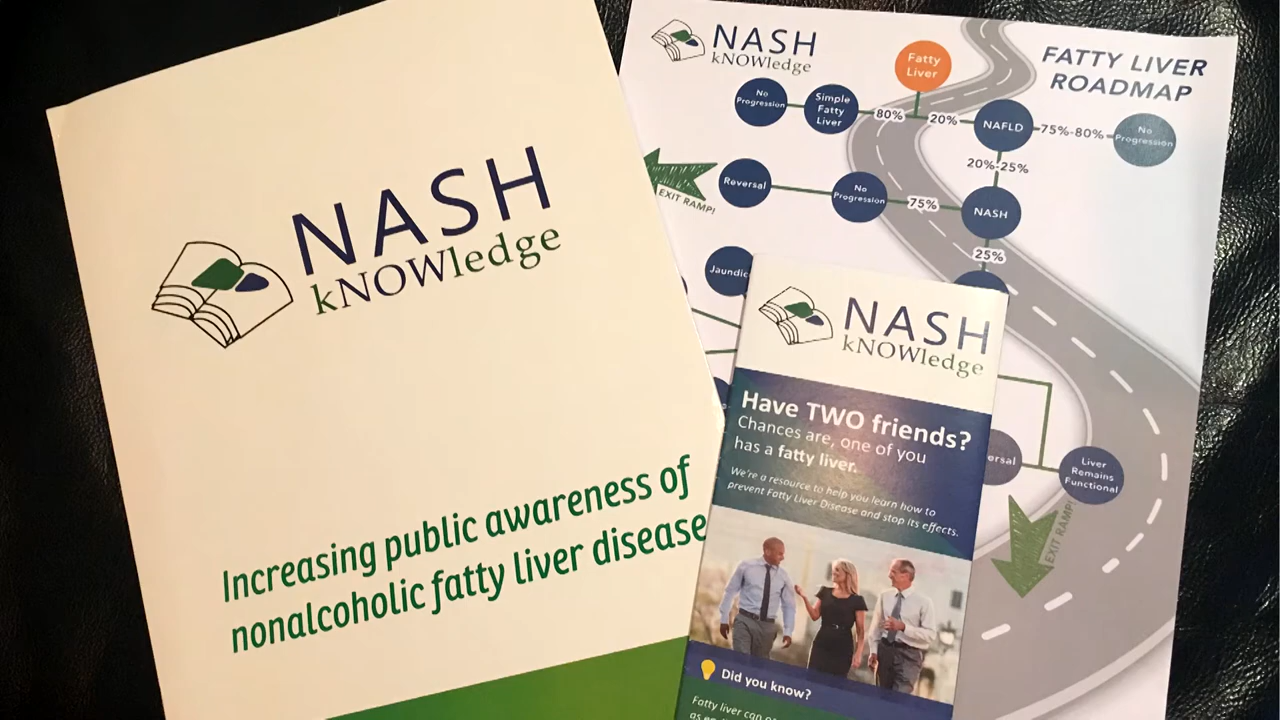 NASH
kNOWledge
Increasing public awareness of
nonalcoholic fatty liver disease
NASH
kNOWledge
FATTY LIVER
ROADMAP
Fatty
Liver
No
Progression
Simple
Fatty
Liver
80%
20%
NAFLD
75%-80%
No
Progression
20%-25%
Reversal
No
Progression
75%
NASH
EXIT RAMP!
25%
Liver
Remains
Functional
EXIT RAMP!
NASH
kNOWledge
Have TWO friends?
Chances are, one of you
has a fatty liver.
We're a resource to help you learn how to
prevent Fatty Liver Disease and stop its effects.
Did you know?
Fatty liver can